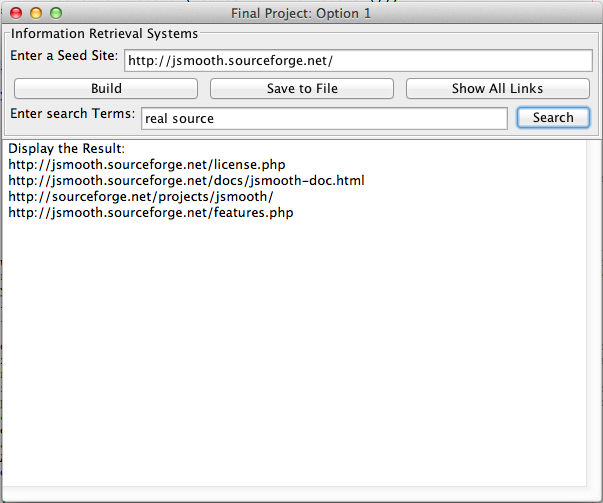 Final Project: Option 1
Information Retrieval Systems
Enter a Seed Site: http://jsmooth.sourceforge.net/
Build Save to File Show All Links
Enter search Terms: real source Search
Display the Result:
http://jsmooth.sourceforge.net/license.php
http://jsmooth.sourceforge.net/docs/jsmooth-doc.html
http://sourceforge.net/projects/jsmooth/
http://jsmooth.sourceforge.net/features.php